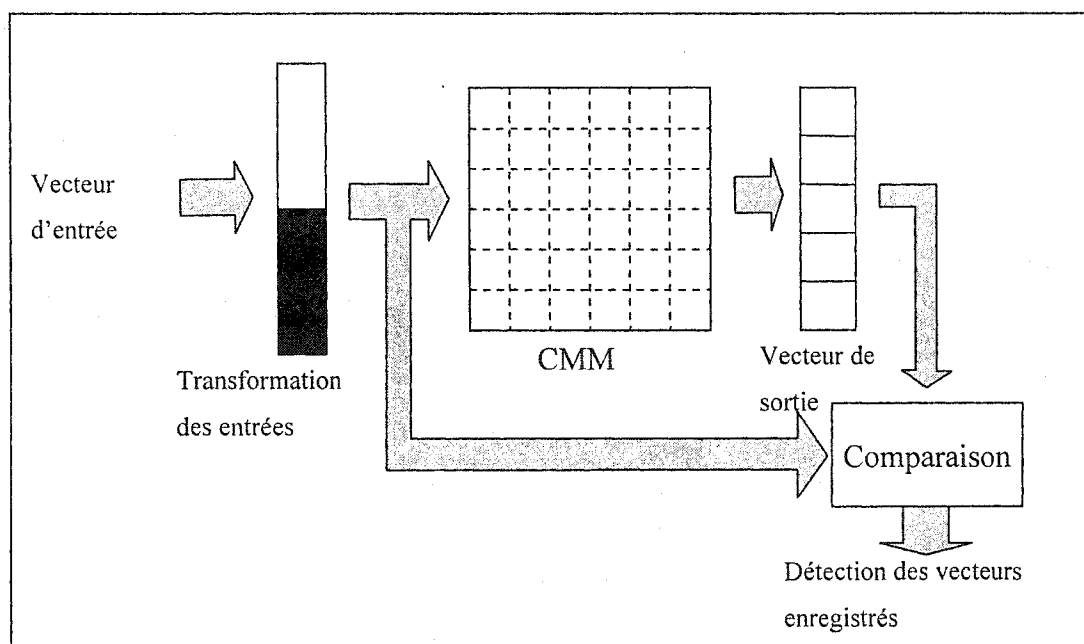 Vecteur
d'entrée
Transformation
des entrées
CMM
Vecteur de
sortie
Comparaison
Détection des vecteurs
enregistrés